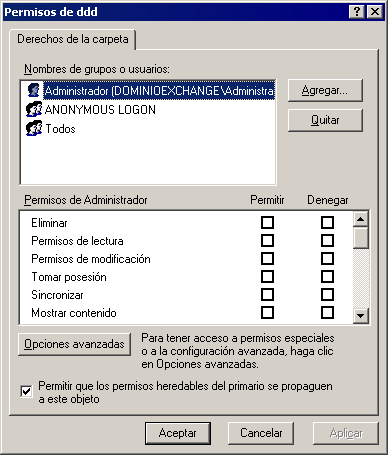 Permisos de ddd
Derechos de la carpeta
Nombres de grupos o usuarios:
Administrador (DOMINIOEXCHANGE\Administra
ANONYMOUS LOGON
Todos
Agregar...
Quitar
Permisos de Administrador Permitir Denegar
Eliminar
Permisos de lectura
Permisos de modificación
Tomar posesión
Sincronizar
Mostrar contenido
Opciones avanzadas
Para tener acceso a permisos especiales
o a la configuración avanzada, haga clic
en Opciones avanzadas.
Permitir que los permisos heredables del primario se propaguen
a este objeto
Aceptar Cancelar Aplicar